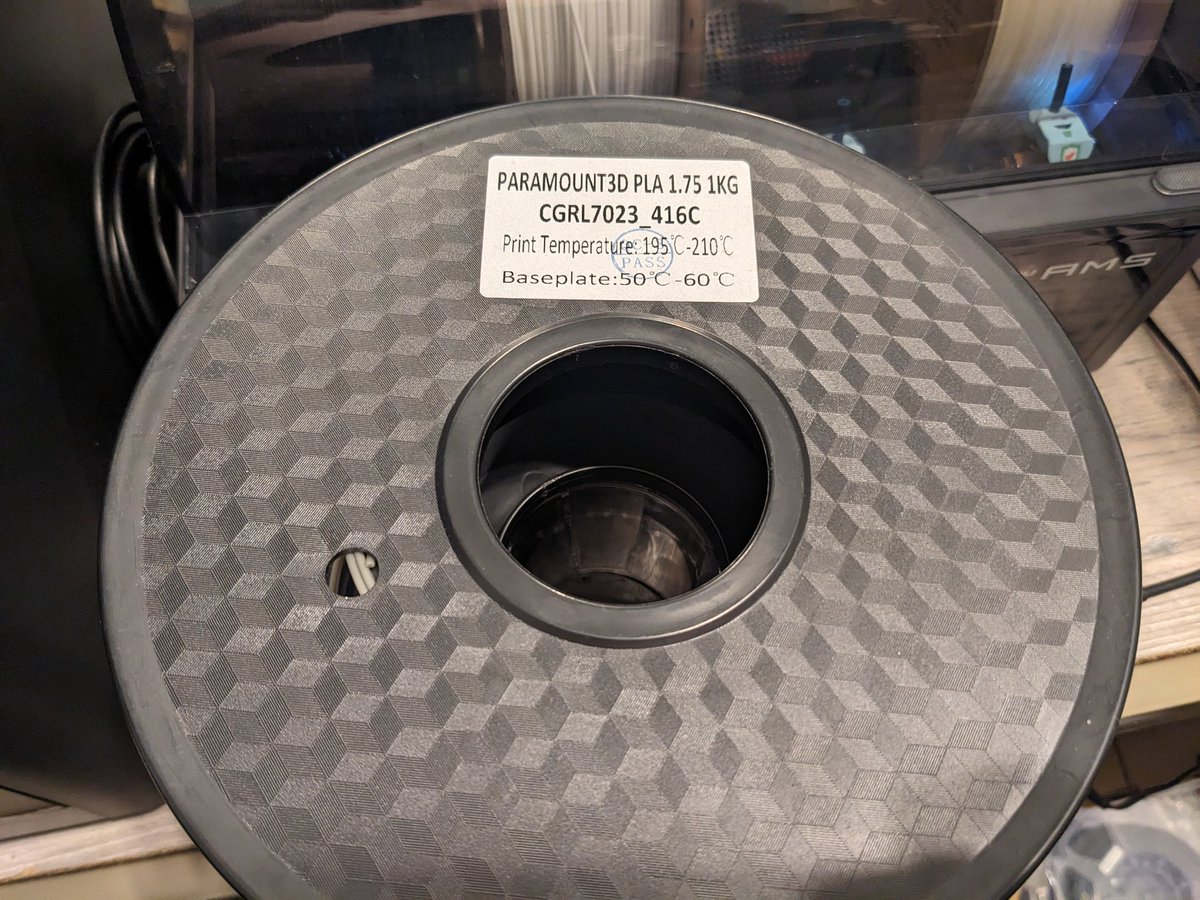 PARAMOUNT3D PLA 1.75 1KG
CGRL7023_416C
Print Temperature: 195℃-210℃
PASS
Baseplate:50℃-60℃
AMS